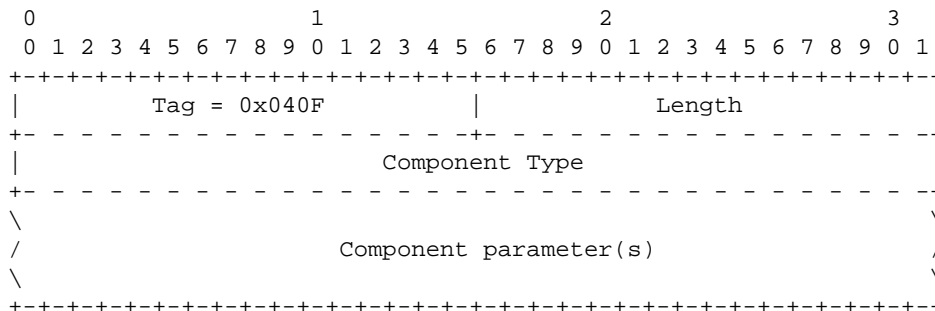 0                   1                   2                   3
 0 1 2 3 4 5 6 7 8 9 0 1 2 3 4 5 6 7 8 9 0 1 2 3 4 5 6 7 8 9 0 1
+-+-+-+-+-+-+-+-+-+-+-+-+-+-+-+-+-+-+-+-+-+-+-+-+-+-+-+-+-+-+-+-
|         Tag = 0x040F          |            Length
+- - - - - - - - - - - - - - - -+- - - - - - - - - - - - - - - -
|                         Component Type
+- - - - - - - - - - - - - - - - - - - - - - - - - - - - - - - -
\                                                               \
/                      Component parameter(s)                   /
\                                                               \
+-+-+-+-+-+-+-+-+-+-+-+-+-+-+-+-+-+-+-+-+-+-+-+-+-+-+-+-+-+-+-+-